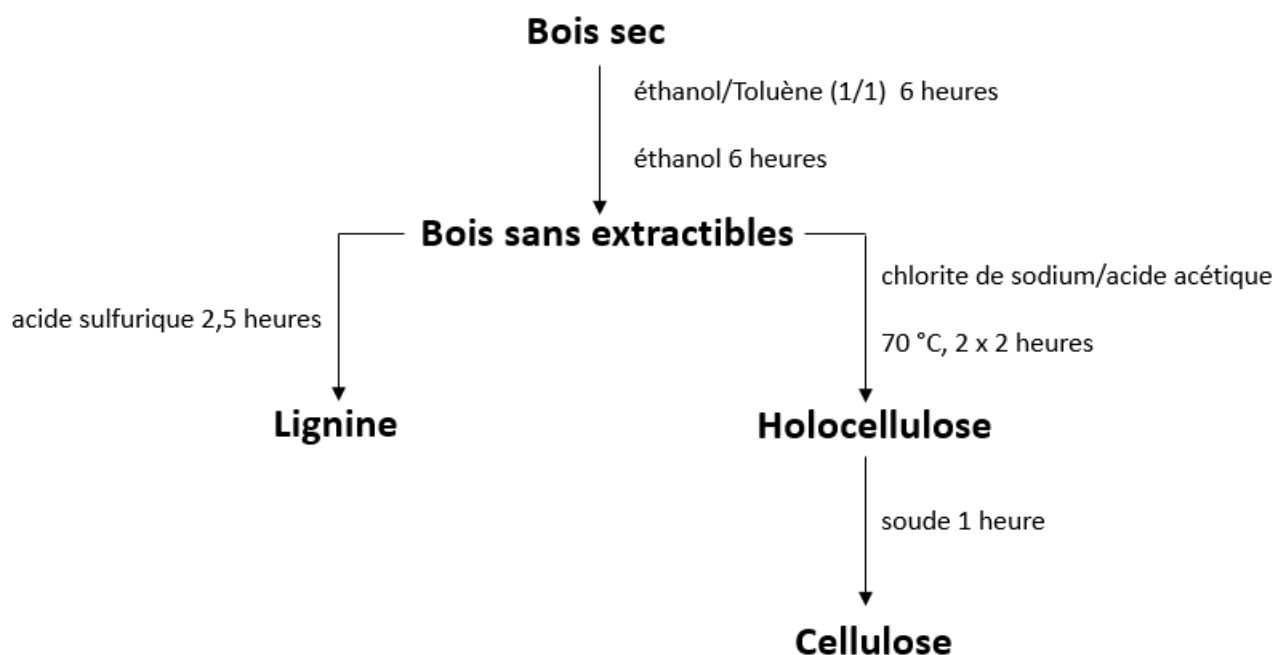 Bois sec
éthanol/Toluène (1/1) 6 heures
éthanol 6 heures
Bois sans extractibles
acide sulfurique 2,5 heures
chlorite de sodium/acide acétique
70 °C, 2 x 2 heures
Lignine
Holocellulose
soude 1 heure
Cellulose